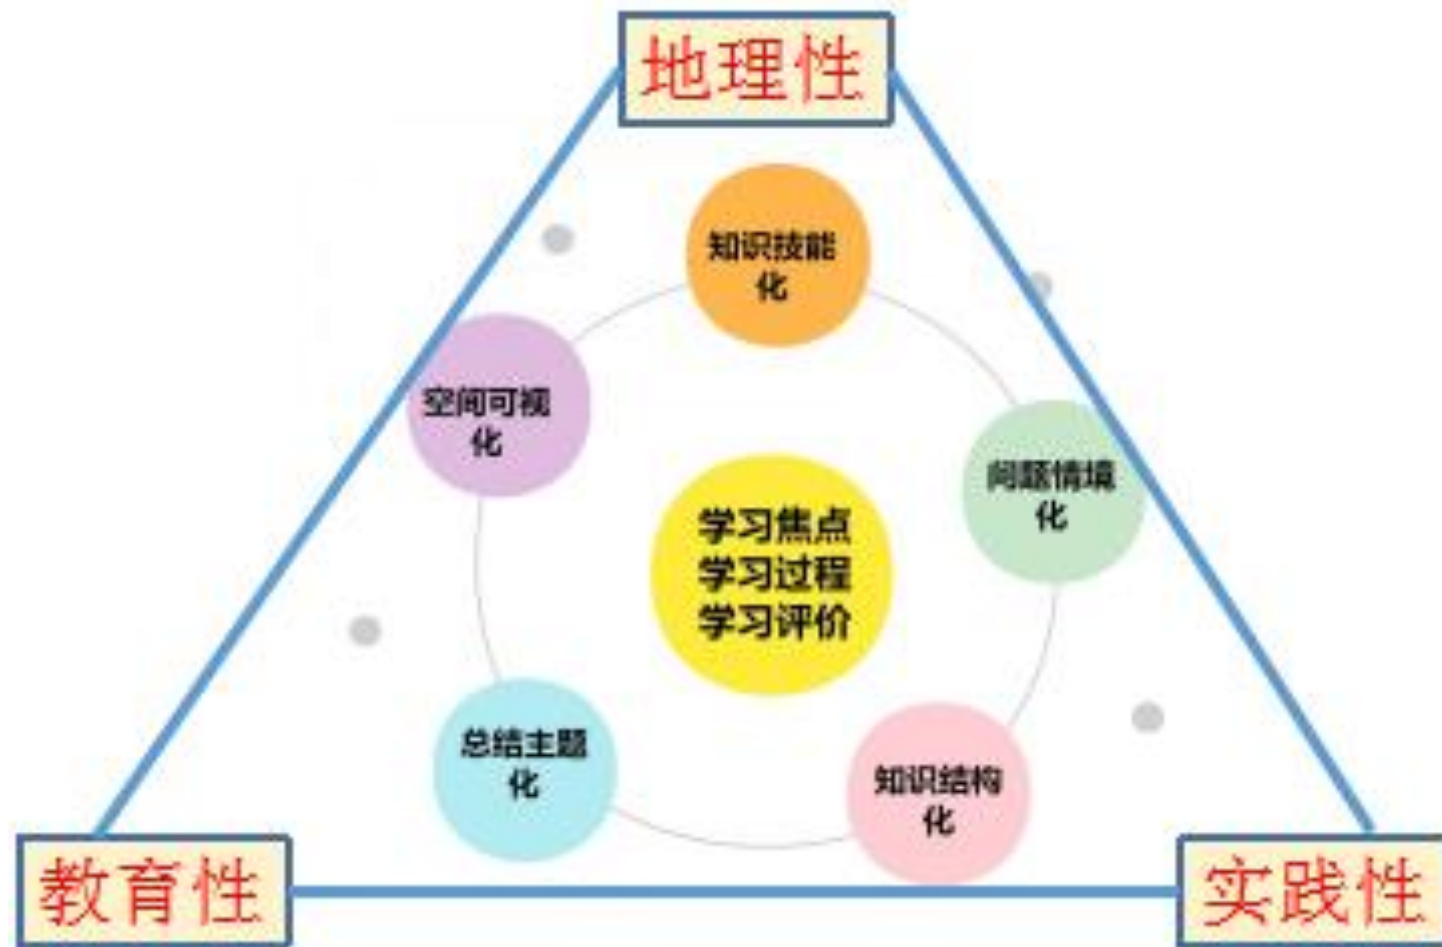 地理性
知识技能
化
空间可视
化
问题情境
化
学习焦点
学习过程
学习评价
总结主题
化
知识结构
化
教育性
实践性